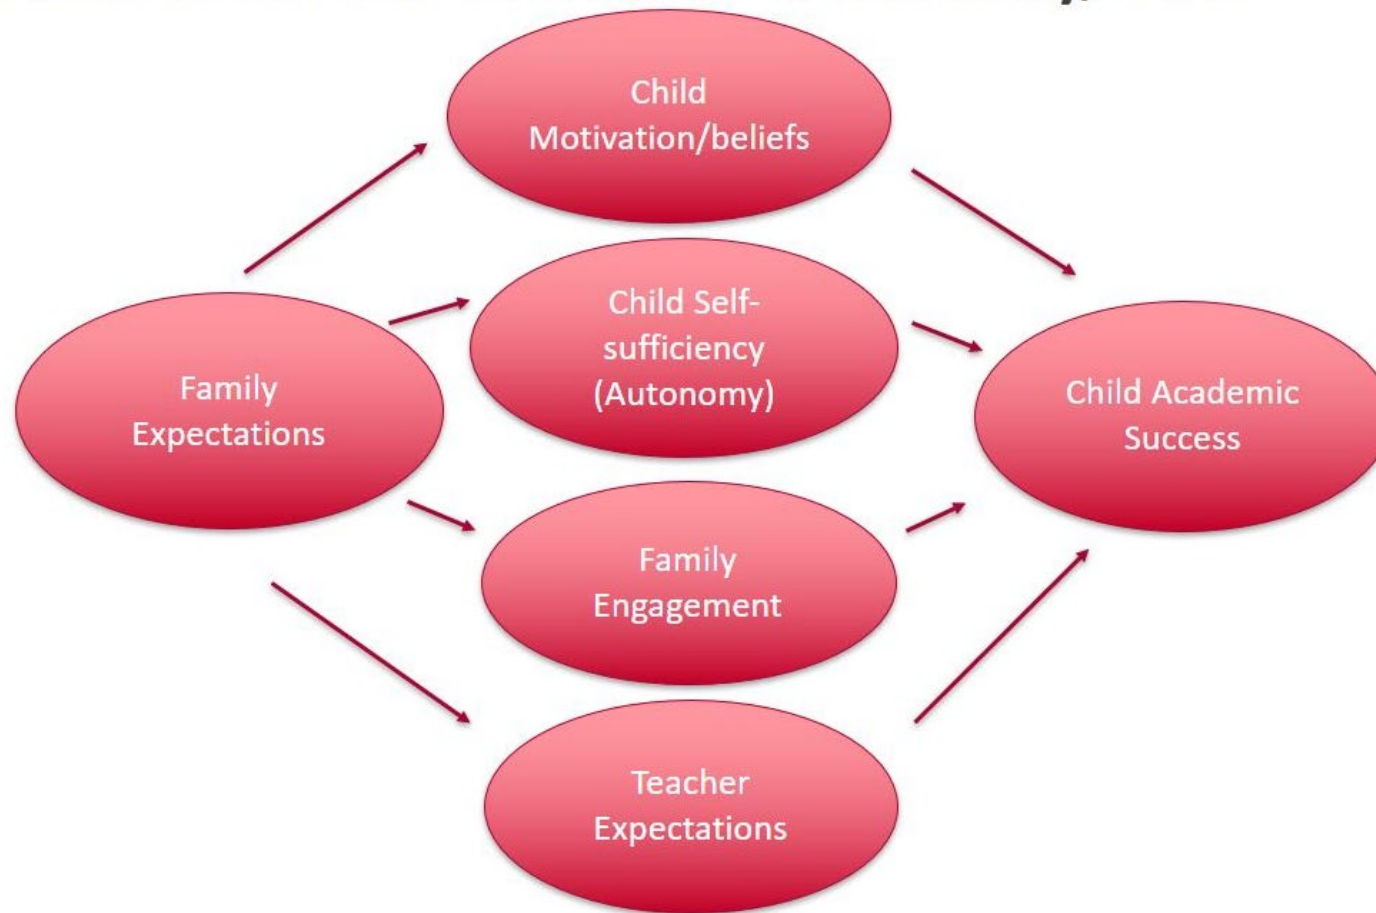 Child
Motivation/beliefs
Child Self-
sufficiency
(Autonomy)
Family
Expectations
Child Academic
Success
Family
Engagement
Teacher
Expectations